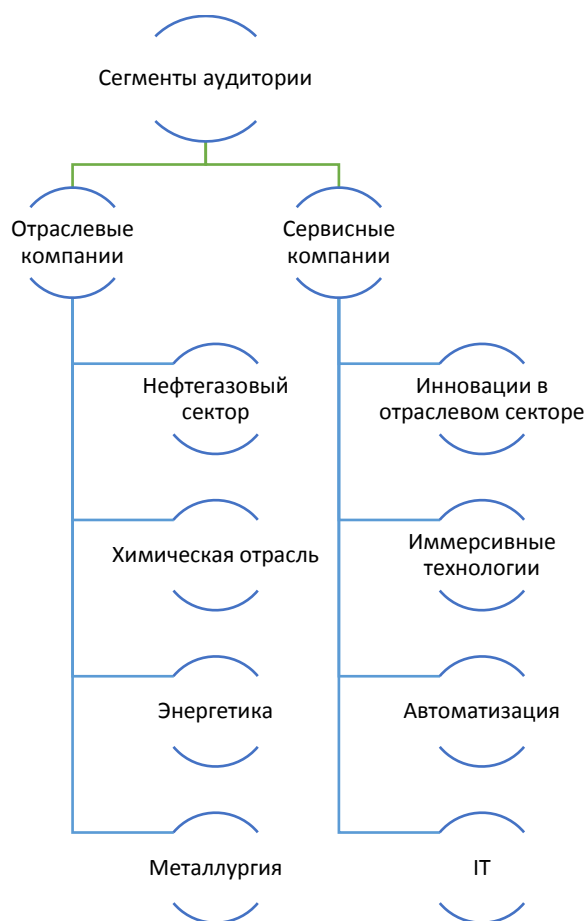 Сегменты аудитории
Отраслевые
компании
Сервисные
компании
Нефтегазовый
сектор
Инновации в
отраслевом секторе
Химическая отрасль
Иммерсивные
технологии
Энергетика
Автоматизация
Металлургия
IT